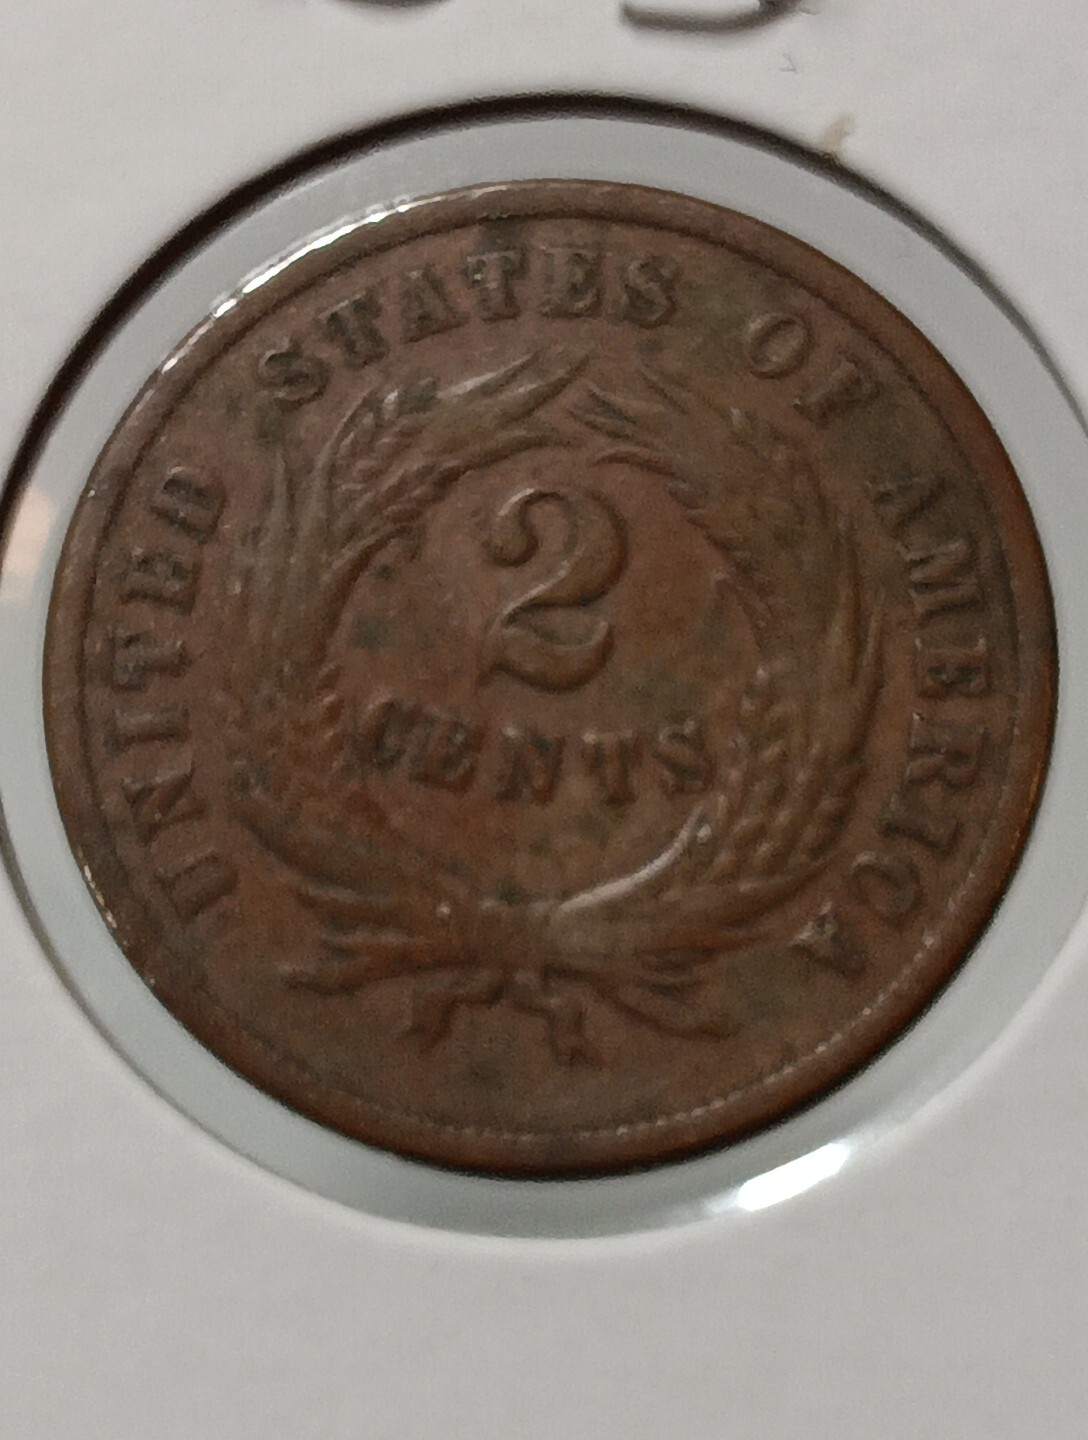 UNITED STATES OF AMERICA
2
CENTS